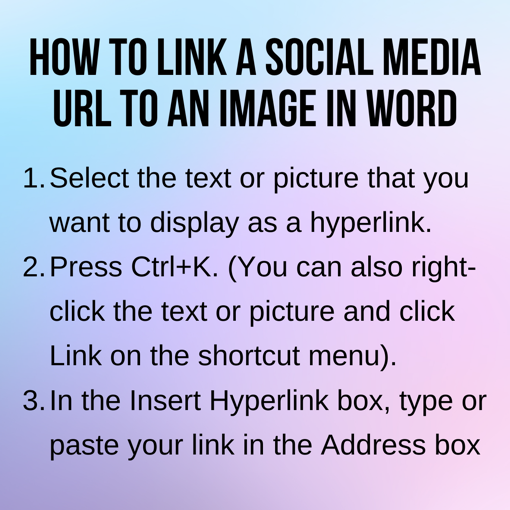 HOW TO LINK A SOCIAL MEDIA
URL TO AN IMAGE IN WORD
1. Select the text or picture that you
want to display as a hyperlink.
2. Press Ctrl+K. (You can also right-
click the text or picture and click
Link on the shortcut menu).
3. In the Insert Hyperlink box, type or
paste your link in the Address box